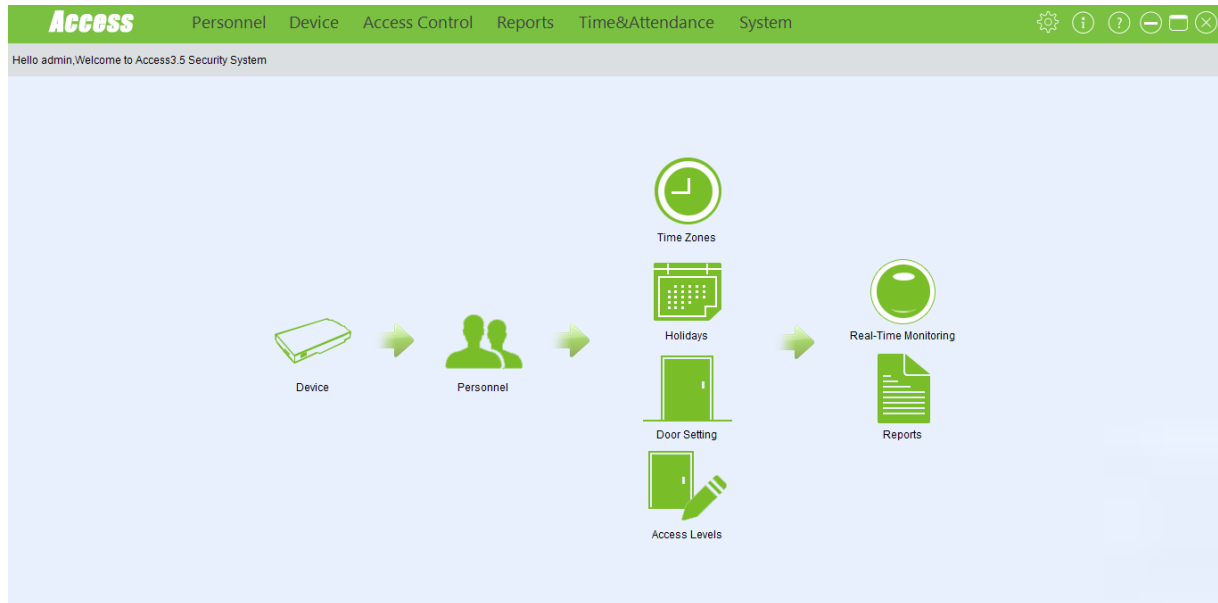 Access Personnel Device Access Control Reports Time&Attendance System
Hello admin,Welcome to Access3.5 Security System
Time Zones
Holidays
Real-Time Monitoring
Device
Personnel
Door Setting
Reports
Access Levels